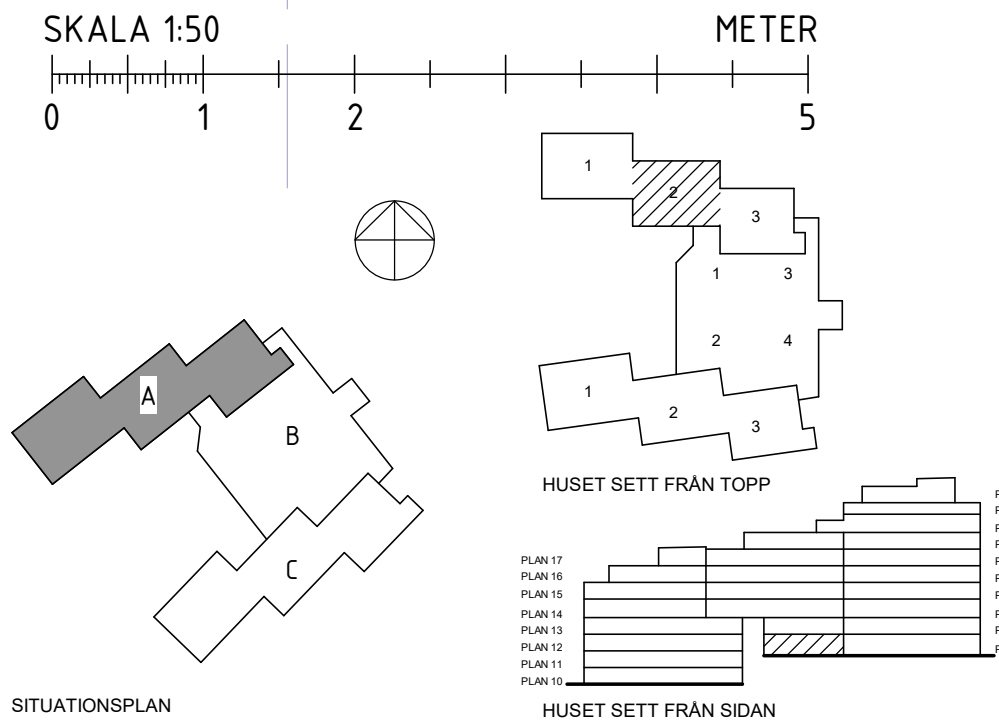 SKALA 1:50 METER
0 1 2 5
1
2
3
1 3
2 4
1
2
3
A
B
C
HUSET SETT FRÅN TOPP
PLAN 17
PLAN 16
PLAN 15
PLAN 14
PLAN 13
PLAN 12
PLAN 11
PLAN 10
SITUATIONSPLAN
HUSET SETT FRÅN SIDAN